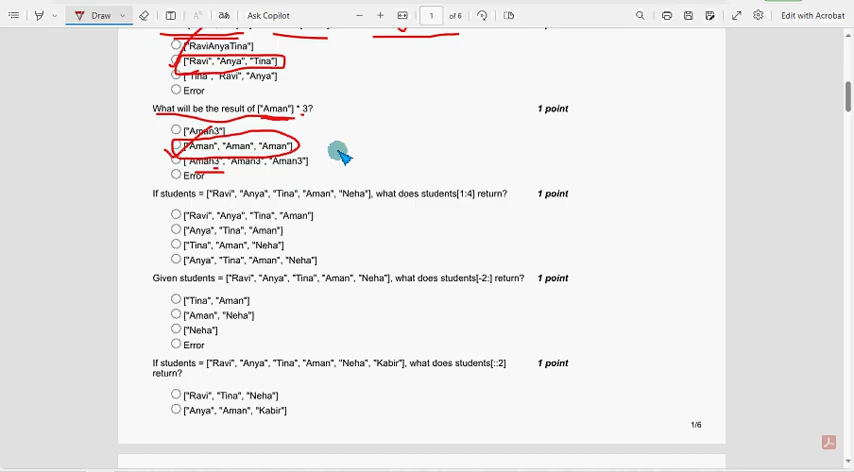 Draw
Ask Copilot
1
of 6
Edit with Acrobat
["RaviAnyaTina"]
["Ravi", "Anya", "Tina"]
["Tina", "Ravi", "Anya"]
Error
What will be the result of ["Aman"] * 3? 1 point
["Aman3"]
["Aman", "Aman", "Aman"]
["Aman3", "Aman3", "Aman3"]
Error
If students = ["Ravi", "Anya", "Tina", "Aman", "Neha"], what does students[1:4] return? 1 point
["Ravi", "Anya", "Tina", "Aman"]
["Anya", "Tina", "Aman"]
["Tina", "Aman", "Neha"]
["Anya", "Tina", "Aman", "Neha"]
Given students = ["Ravi", "Anya", "Tina", "Aman", "Neha"], what does students[-2:] return? 1 point
["Tina", "Aman"]
["Aman", "Neha"]
["Neha"]
Error
If students = ["Ravi", "Anya", "Tina", "Aman", "Neha", "Kabir"], what does students[::2] 1 point
return?
["Ravi", "Tina", "Neha"]
["Anya", "Aman", "Kabir"]
1/6